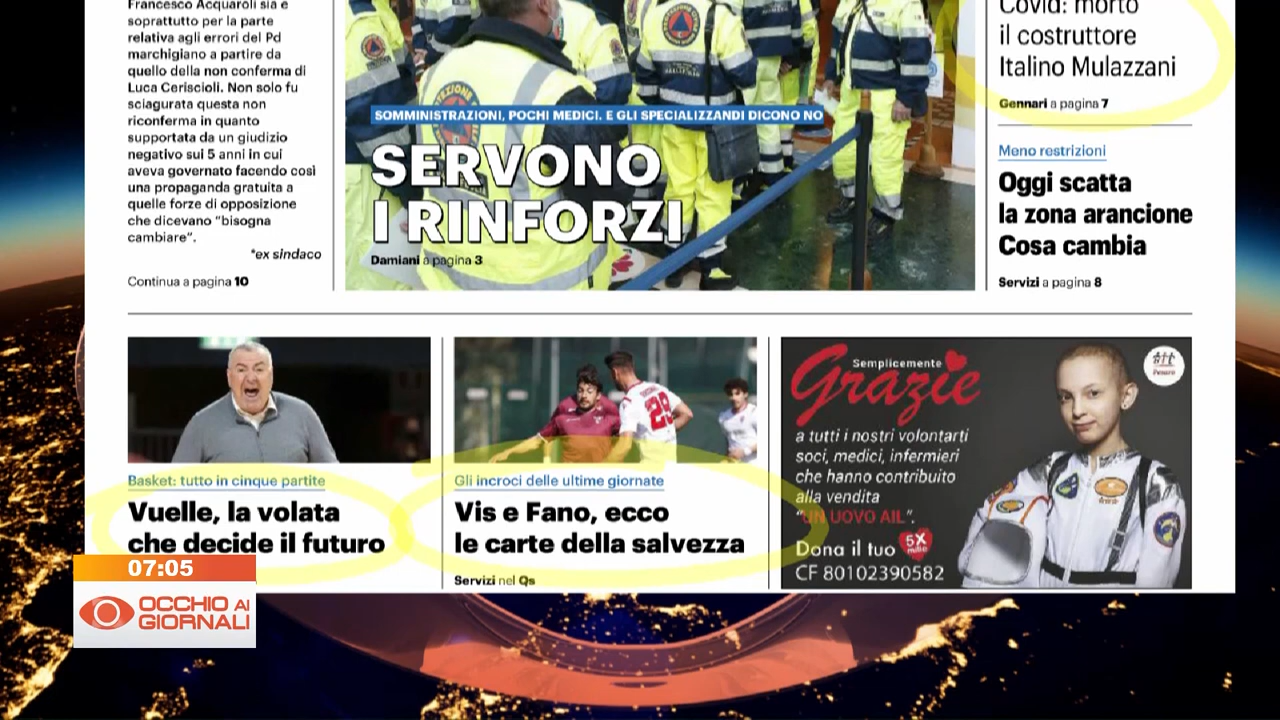 Francesco Acquaroli sia e
soprattutto per la parte
relativa agli errori del Pd
marchigiano a partire da
quello della non conferma di
Luca Ceriscioli. Non solo fu
sciagurata questa non
riconferma in quanto
supportata da un giudizio
negativo sui 5 anni in cui
aveva governato facendo così
una propaganda gratuita a
quelle forze di opposizione
che dicevano “bisogna
cambiare”.
*ex sindaco
Continua a pagina 10
SOMMINISTRAZIONI, POCHI MEDICI. E GLI SPECIALIZZANDI DICONO NO
SERVONO
I RINFORZI
Damiani a pagina 3
Covid: morto
il costruttore
Italino Mulazzani
Gennari a pagina 7
Meno restrizioni
Oggi scatta
la zona arancione
Cosa cambia
Servizi a pagina 8
Basket: tutto in cinque partite
Vuelle, la volata
che decide il futuro
Gli incroci delle ultime giornate
Vis e Fano, ecco
le carte della salvezza
Servizi nel Qs
29
Semplicemente
Grazie
a tutti i nostri volontarti
soci, medici, infermieri
che hanno contribuito
alla vendita
“UN UOVO AIL”.
Dona il tuo 5X
CF 80102390582
Pesaro
07:05
OCCHIO AI
GIORNALI